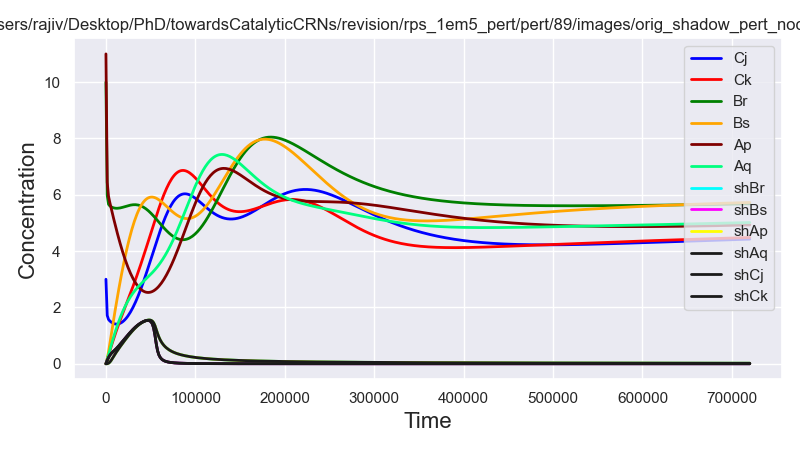 sers/rajiv/Desktop/PhD/towardsCatalyticCRNs/revision/rps_1em5_pert/pert/89/images/orig_shadow_pert_noc
Concentration
10
8
6
4
2
0
0 100000 200000 300000 400000 500000 600000 700000
Time
Cj
Ck
Br
Bs
Ap
Aq
shBr
shBs
shAp
shAq
shCj
shCk